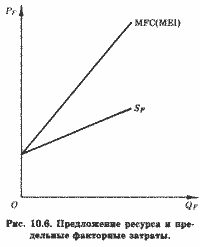 P_F
MFC(MEI)
S_F
O
Q_F
Рис. 10.6. Предложение ресурса и пре-
дельные факторные затраты.